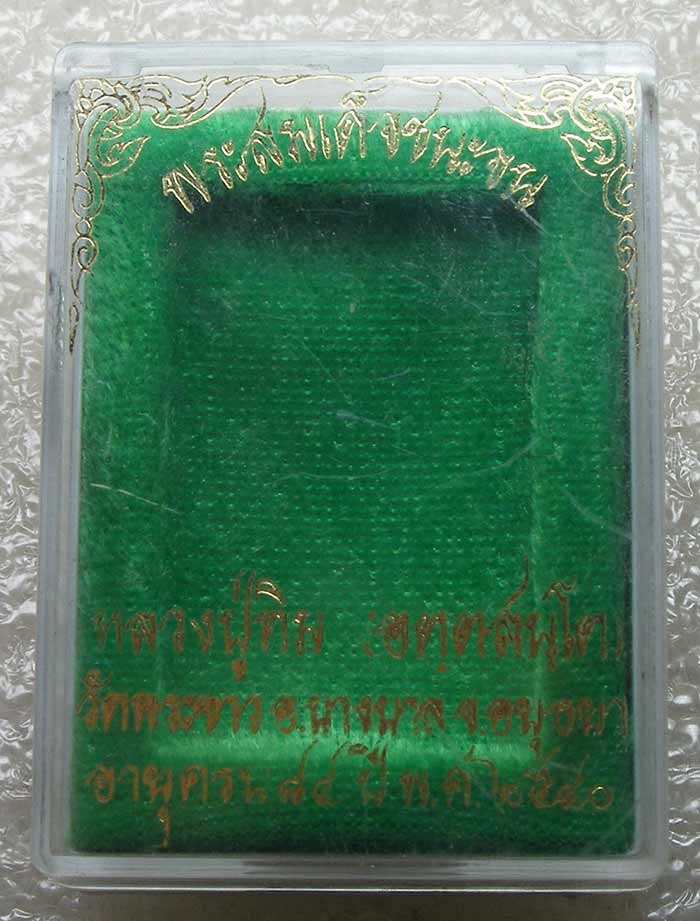 พระสมเด็จชนะจน
หลวงปู่ทิม (อตฺตสนฺโต)
วัดพระขาว อ.บางบาล จ.อยุธยา
อายุครบ ๘๔ ปี พ.ศ.๒๕๔๐